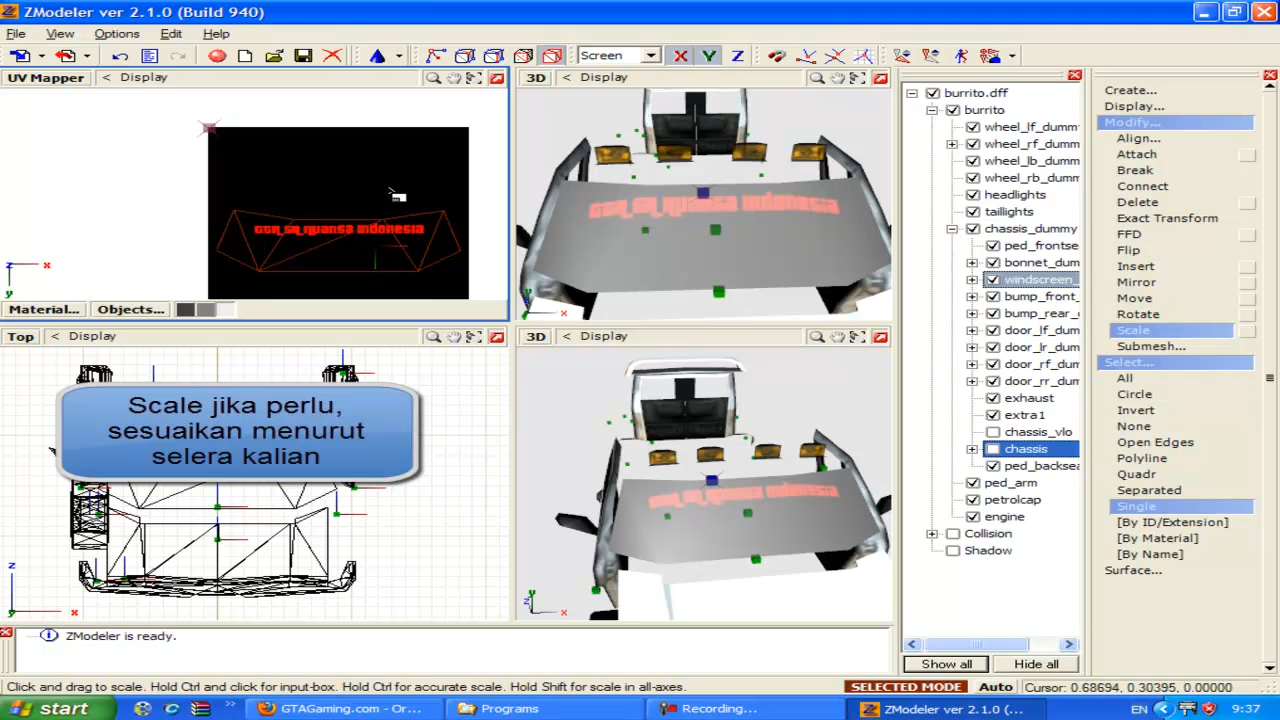 ZModeler ver 2.1.0 (Build 940)
File View Options Edit Help
Screen X Y Z
UV Mapper < Display
3D < Display
GTA_SA_Nuansa Indonesia
Material... Objects...
Top < Display
3D < Display
Scale jika perlu,
sesuaikan menurut
selera kalian
burrito.dff
burrito
wheel_lf_dumm
wheel_rf_dumm
wheel_lb_dumm
wheel_rb_dumm
headlights
taillights
chassis_dummy
ped_frontse
bonnet_dum
windscreen_
bump_front_
bump_rear_
door_lf_dum
door_lr_dum
door_rf_dum
door_rr_dum
exhaust
extra1
chassis_vlo
chassis
ped_backsea
ped_arm
petrolcap
engine
Collision
Shadow
Show all Hide all
Create...
Display...
Modify...
Align...
Attach
Break
Connect
Delete
Exact Transform
FFD
Flip
Insert
Mirror
Move
Rotate
Scale
Submesh...
Select...
All
Circle
Invert
None
Open Edges
Polyline
Quadr
Separated
Single
[By ID/Extension]
[By Material]
[By Name]
Surface...
ZModeler is ready.
Click and drag to scale. Hold Ctrl and click for input-box. Hold Ctrl for accurate scale. Hold Shift for scale in all-axes. SELECTED MODE Auto Cursor: 0.68694, 0.30395, 0.00000
start GTAGaming.com - Or... Programs Recording... ZModeler ver 2.1.0 (... EN 9:37